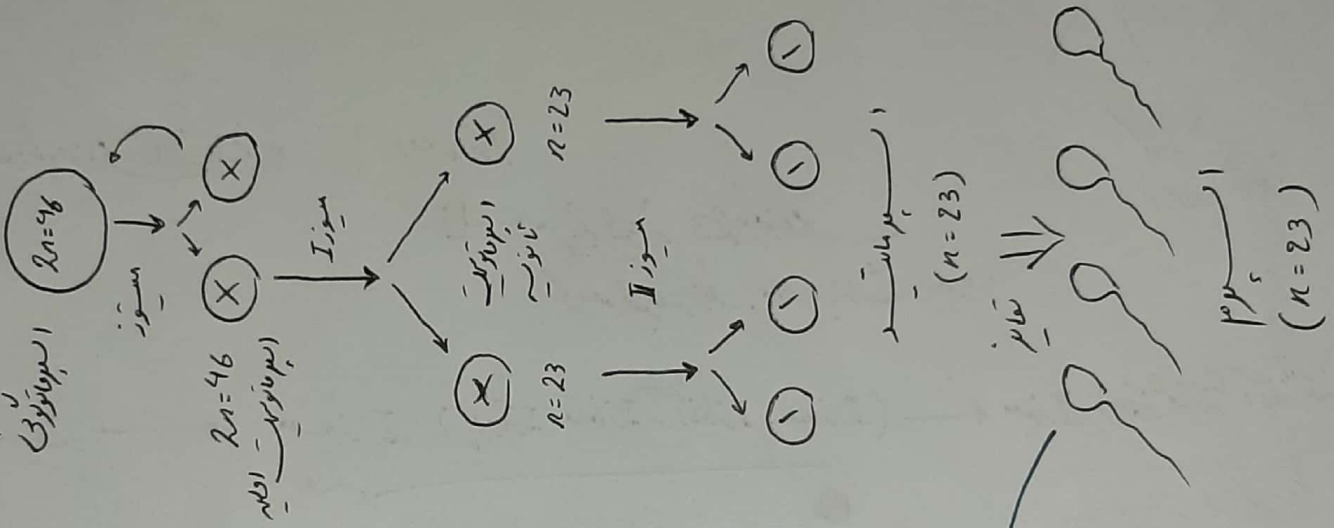 اسپرماتوگونی
2n=46
میتوز
2n=46
اسپرماتوسیت اولیه
میوز I
اسپرماتوسیت
ثانویه
n=23
n=23
میوز II
اسپرماتید
(n=23)
تمایز
اسپرم
(n=23)